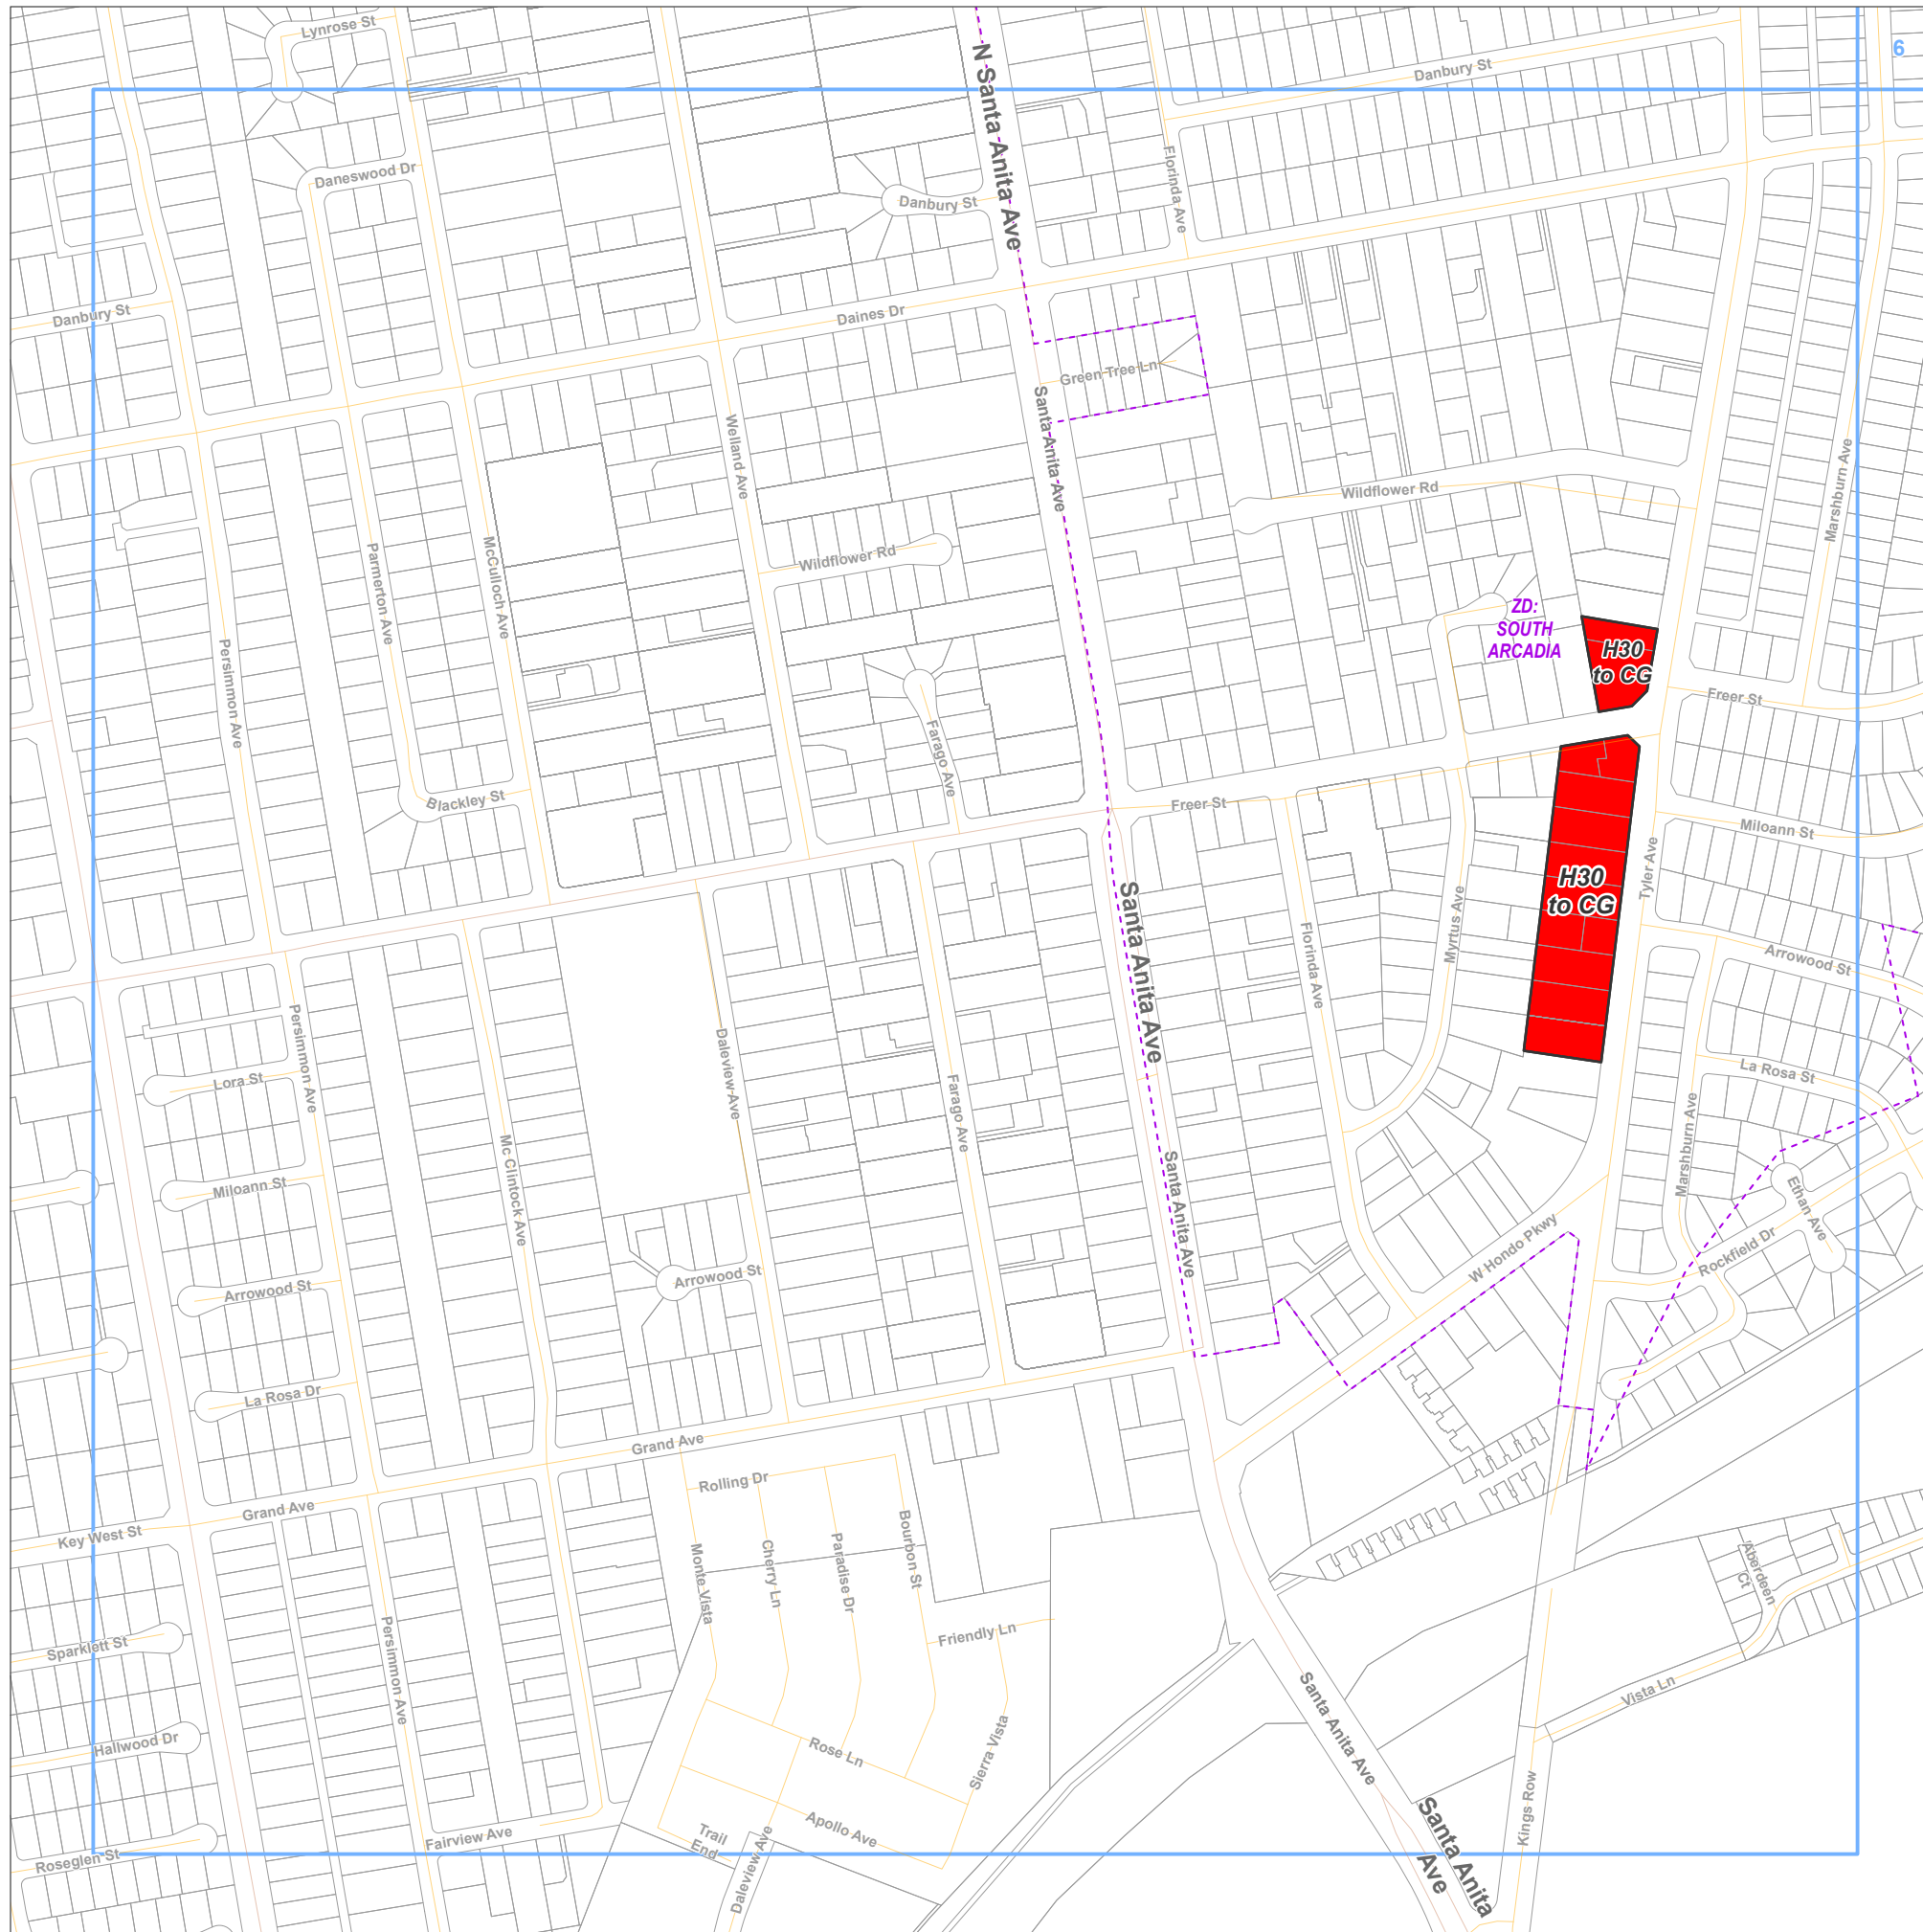 Lynrose St
N Santa Anita Ave
6
Danbury St
Daneswood Dr
Florinda Ave
Danbury St
Danbury St
Daines Dr
Green Tree Ln
Welland Ave
Santa Anita Ave
Marshburn Ave
Wildflower Rd
Parmerton Ave
McCulloch Ave
Wildflower Rd
ZD:
SOUTH
ARCADIA
H30
to CG
Persimmon Ave
Freer St
Farago Ave
Blackley St
Freer St
Miloann St
Tyler Ave
H30
to CG
Santa Anita Ave
Myrtus Ave
Florinda Ave
Arrowood St
Persimmon Ave
Daleview Ave
Lora St
La Rosa St
Farago Ave
Marshburn Ave
Mc Clintock Ave
Miloann St
Santa Anita Ave
Ethan Ave
W Hondo Pkwy
Rockfield Dr
Arrowood St
Arrowood St
La Rosa Dr
Grand Ave
Rolling Dr
Grand Ave
Key West St
Monte Vista
Cherry Ln
Paradise Dr
Bourbon St
Aberdeen
Ct
Persimmon Ave
Friendly Ln
Sparklett St
Vista Ln
Santa Anita Ave
Hallwood Dr
Rose Ln
Sierra Vista
Kings Row
Apollo Ave
Trail
End
Fairview Ave
Daleview Ave
Roseglen St
Santa Anita
Ave